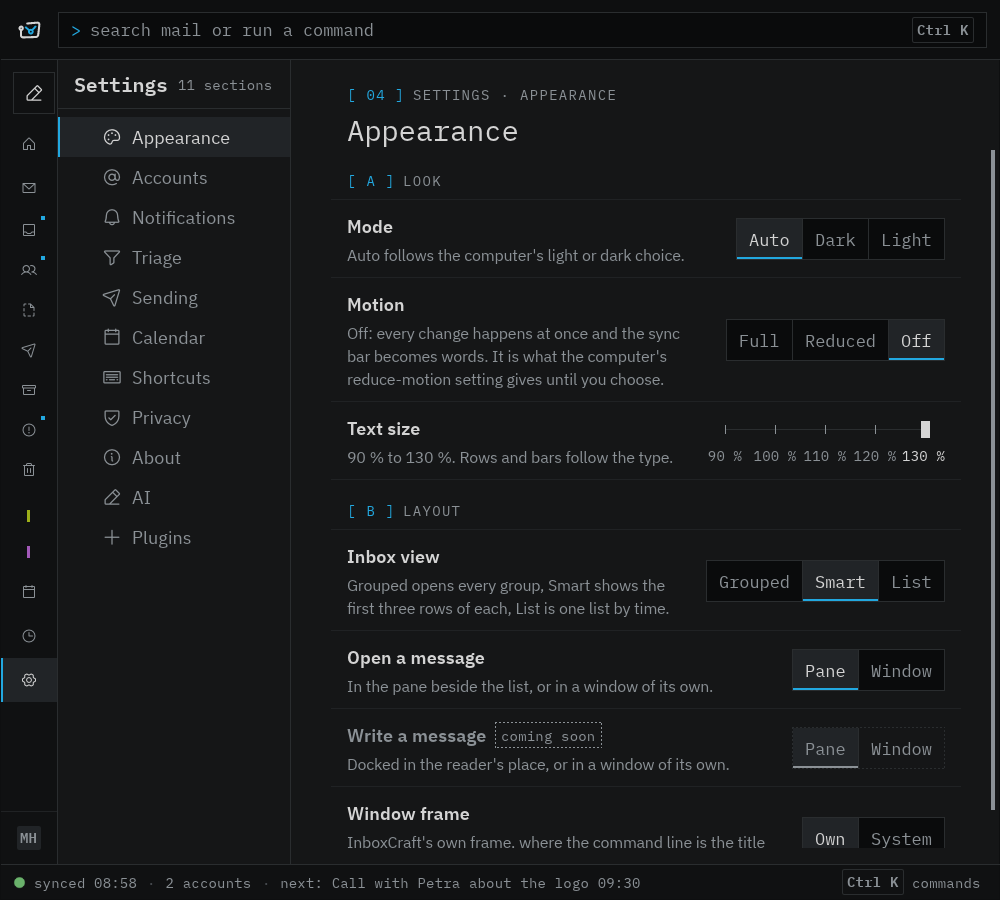 > search mail or run a command
Ctrl K
Settings 11 sections
Appearance
Accounts
Notifications
Triage
Sending
Calendar
Shortcuts
Privacy
About
AI
Plugins
MH
[ 04 ] SETTINGS · APPEARANCE
Appearance
[ A ] LOOK
Mode
Auto follows the computer's light or dark choice.
Auto Dark Light
Motion
Off: every change happens at once and the sync
bar becomes words. It is what the computer's
reduce-motion setting gives until you choose.
Full Reduced Off
Text size
90 % to 130 %. Rows and bars follow the type.
90 % 100 % 110 % 120 % 130 %
[ B ] LAYOUT
Inbox view
Grouped opens every group, Smart shows the
first three rows of each, List is one list by time.
Grouped Smart List
Open a message
In the pane beside the list, or in a window of its own.
Pane Window
Write a message coming soon
Docked in the reader's place, or in a window of its own.
Pane Window
Window frame
InboxCraft's own frame. where the command line is the title
Own System
synced 08:58 · 2 accounts · next: Call with Petra about the logo 09:30
Ctrl K commands